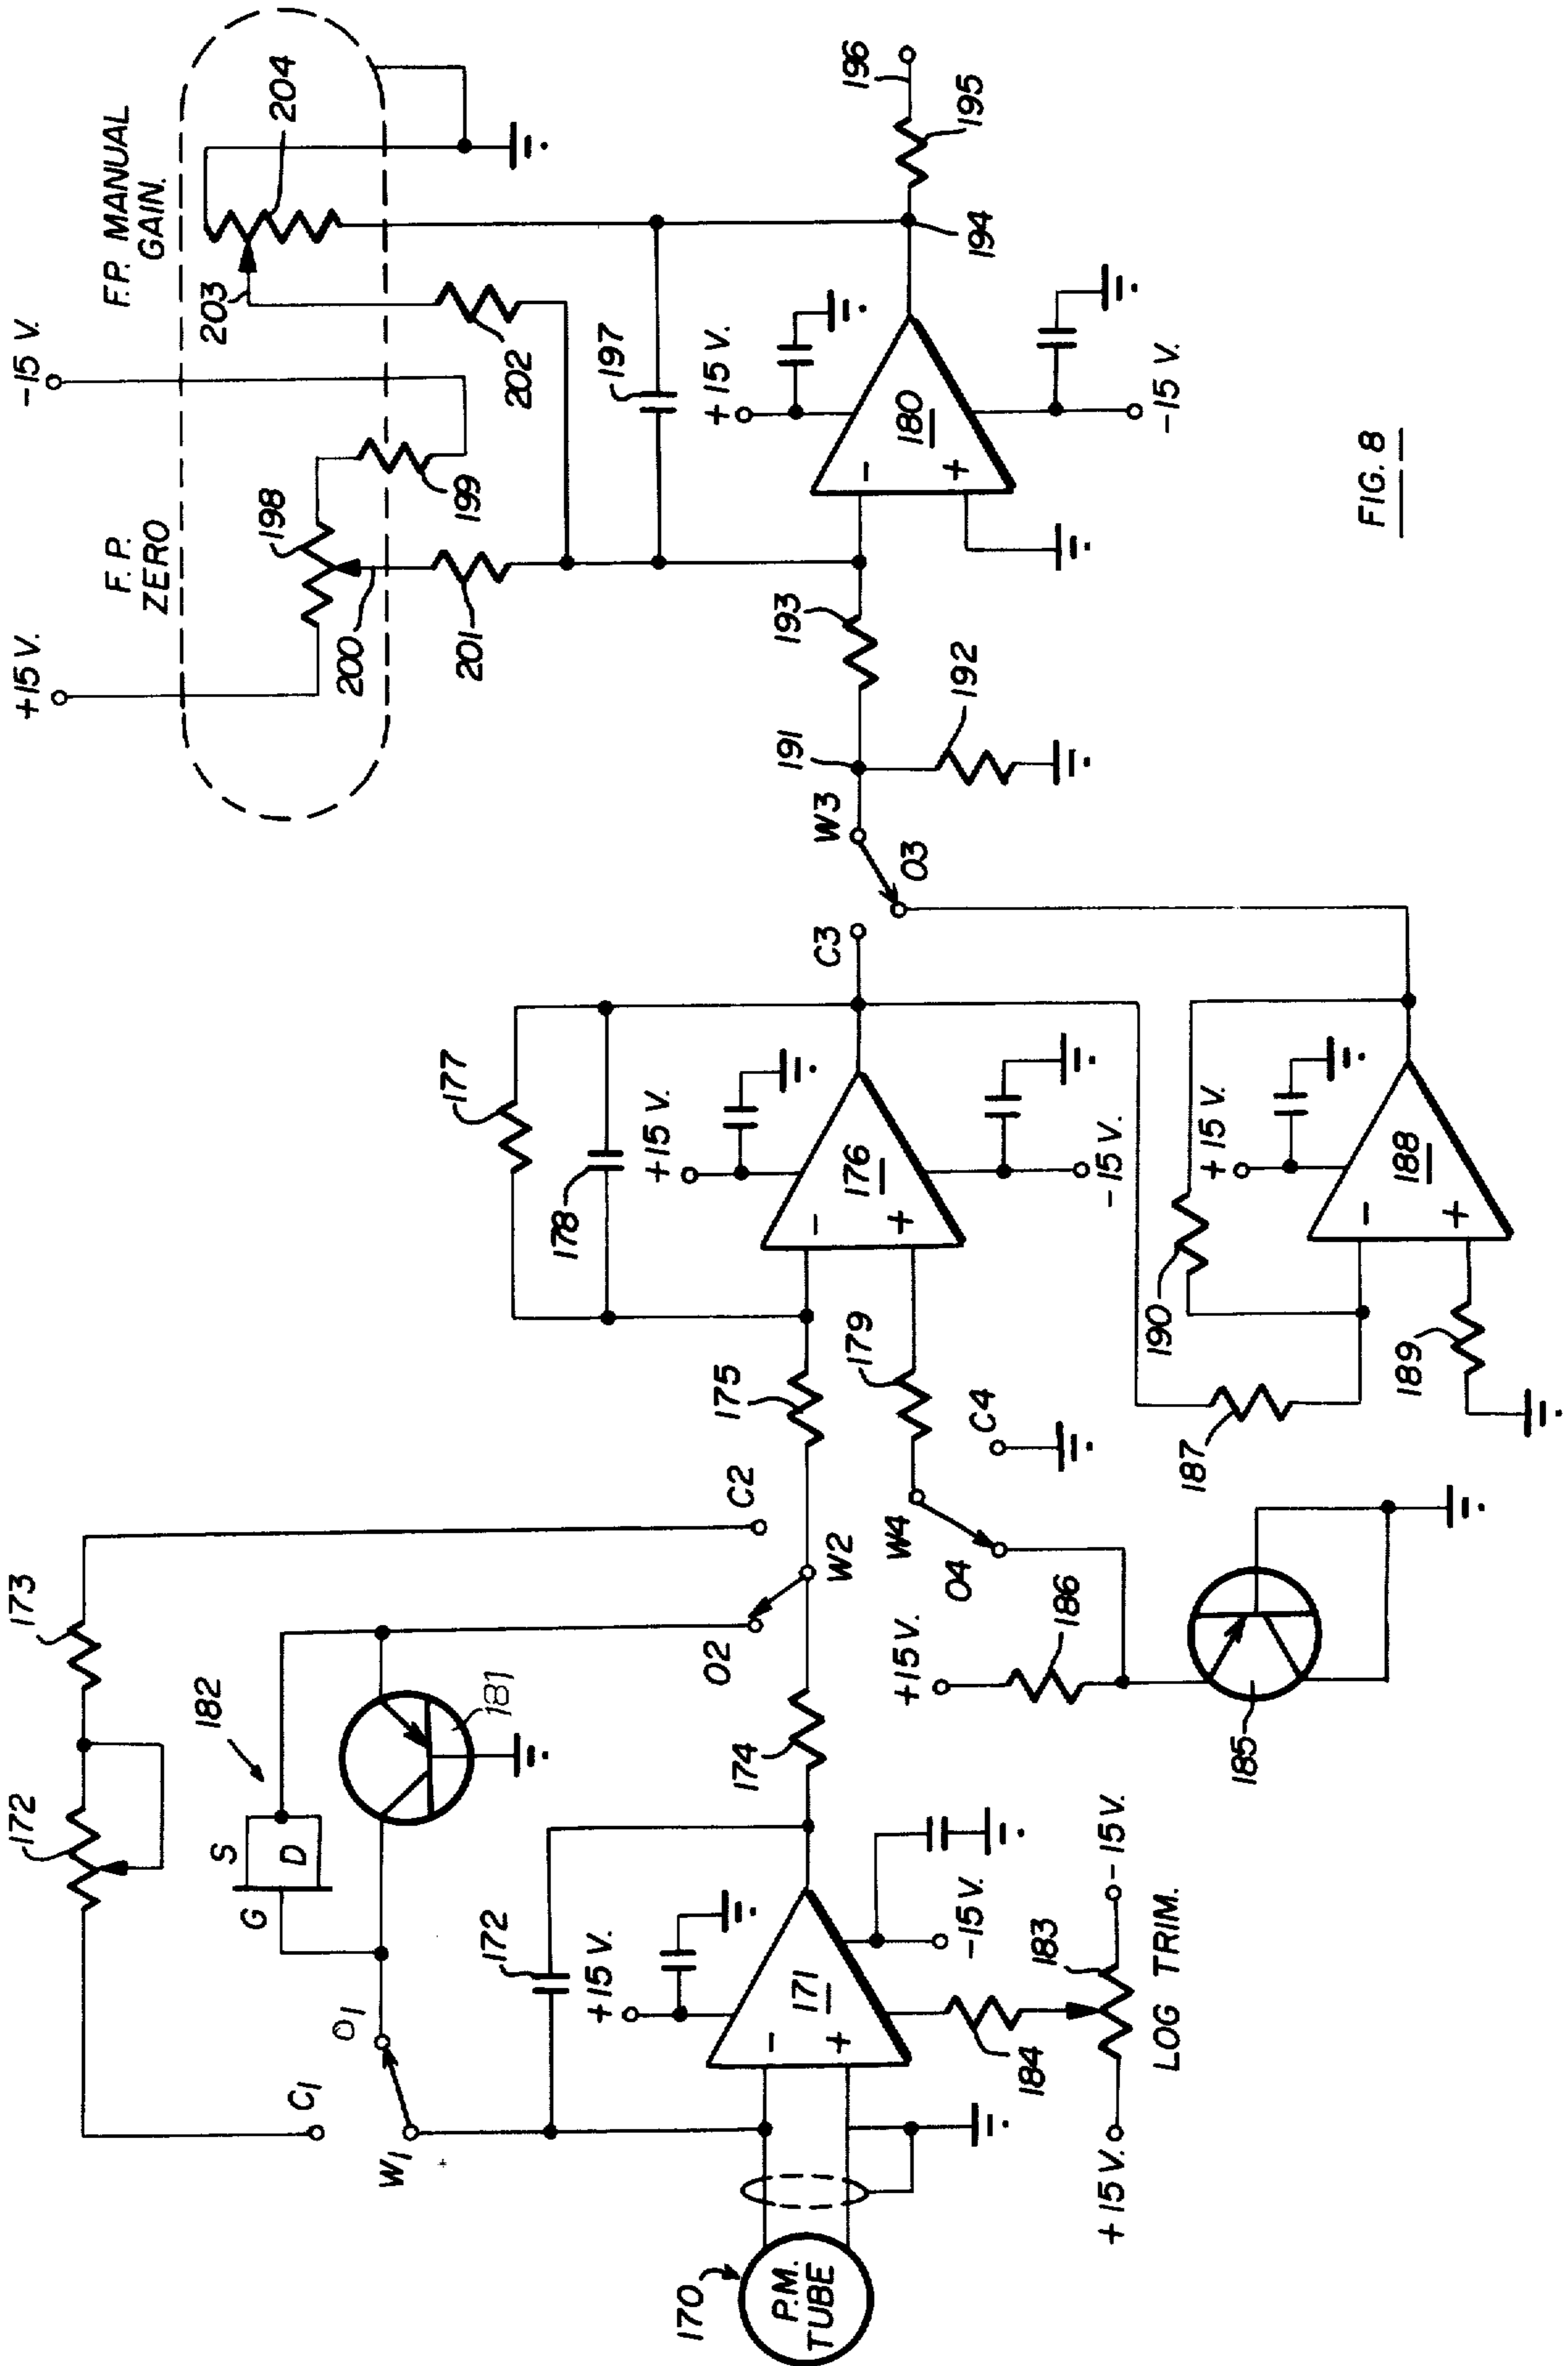 +15 V.
-15 V.
F.P.
ZERO
F.P. MANUAL
GAIN.
198
199
200
201
202
203
204
197
196
195
194
+15 V.
180
-
+
-15 V.
193
191
192
W3
O3
C3
177
178
+15 V.
176
-
+
-15 V.
175
179
C4
C2
W2
O2
W4
O4
+15 V.
186
185
187
190
189
+15 V.
188
-
+
172
173
182
S
D
G
181
O1
C1
W1
172
+15 V.
174
171
-
+
-15 V.
184
183
+15 V.
-15 V.
LOG TRIM.
170
P.M.
TUBE
FIG. 8